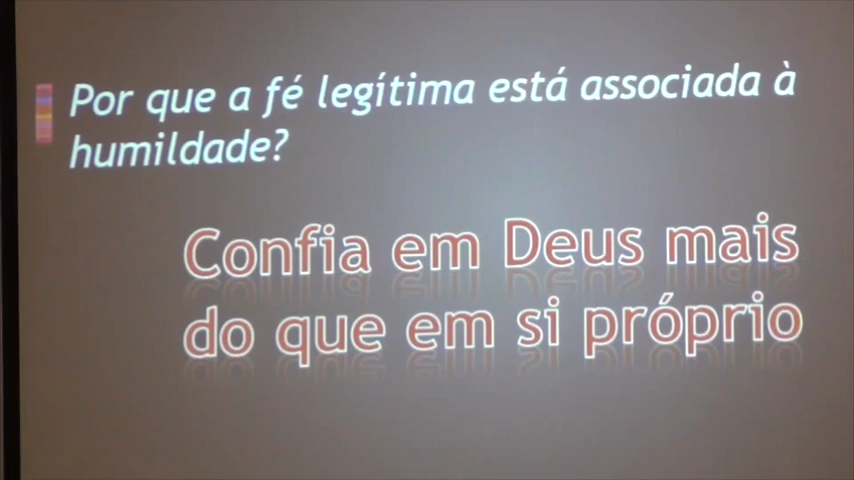 Por que a fé legítima está associada à
humildade?
Confia em Deus mais
do que em si próprio